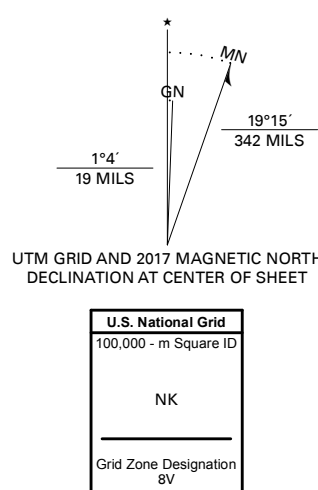 ★
MN
GN
19°15´
342 MILS
1°4´
19 MILS
UTM GRID AND 2017 MAGNETIC NORTH
DECLINATION AT CENTER OF SHEET
U.S. National Grid
100,000 - m Square ID
NK
Grid Zone Designation
8V